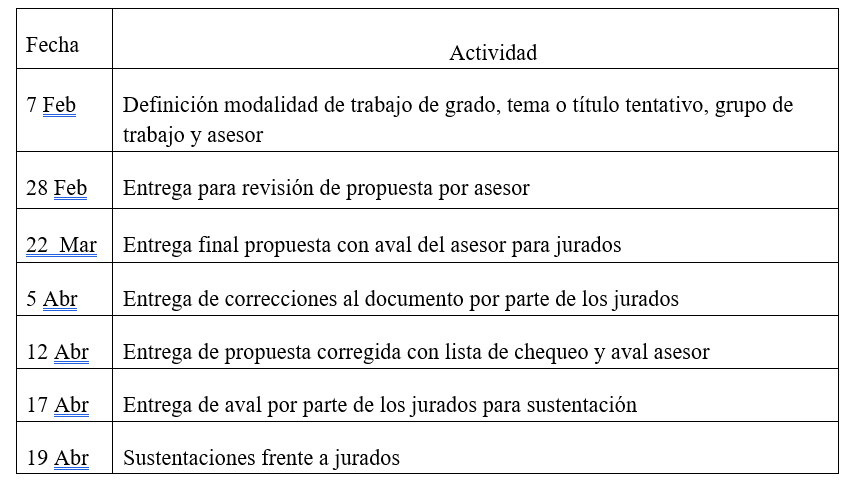 Fecha
Actividad
7 Feb
Definición modalidad de trabajo de grado, tema o título tentativo, grupo de
trabajo y asesor
28 Feb
Entrega para revisión de propuesta por asesor
22  Mar
Entrega final propuesta con aval del asesor para jurados
5 Abr
Entrega de correcciones al documento por parte de los jurados
12 Abr
Entrega de propuesta corregida con lista de chequeo y aval asesor
17 Abr
Entrega de aval por parte de los jurados para sustentación
19 Abr
Sustentaciones frente a jurados